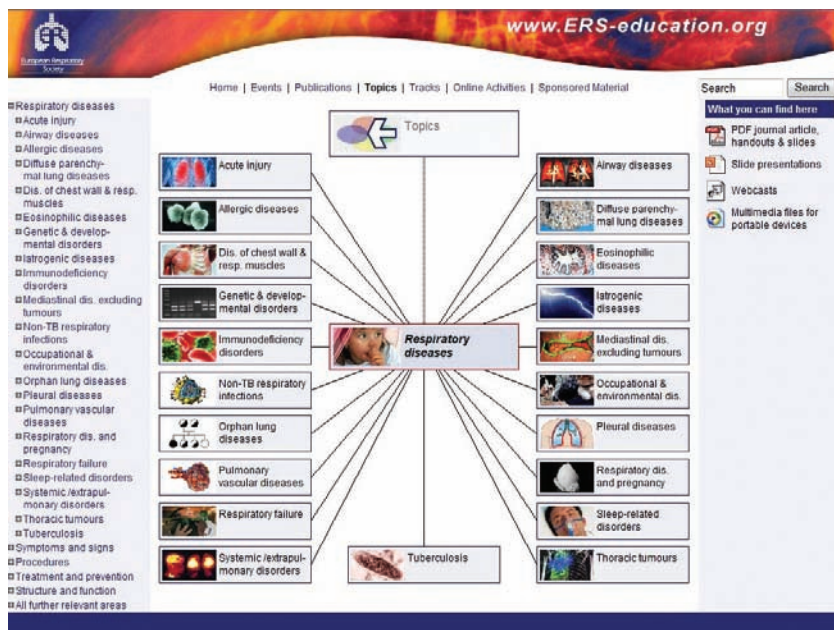 www.ERS-education.org
European Respiratory
Society
Home | Events | Publications | Topics | Tracks | Online Activities | Sponsored Material
Search
Search
Respiratory diseases
Acute injury
Airway diseases
Allergic diseases
Diffuse parenchy-
mal lung diseases
Dis. of chest wall & resp.
muscles
Eosinophilic diseases
Genetic & develop-
mental disorders
Iatrogenic diseases
Immunodeficiency
disorders
Mediastinal dis. excluding
tumours
Non-TB respiratory
infections
Occupational &
environmental dis.
Orphan lung diseases
Pleural diseases
Pulmonary vascular
diseases
Respiratory dis. and
pregnancy
Respiratory failure
Sleep-related disorders
Systemic /extrapul-
monary disorders
Thoracic tumours
Tuberculosis
Symptoms and signs
Procedures
Treatment and prevention
Structure and function
All further relevant areas
Topics
Acute injury
Allergic diseases
Dis. of chest wall &
resp. muscles
Genetic & develop-
mental disorders
Immunodeficiency
disorders
Non-TB respiratory
infections
Orphan lung
diseases
Pulmonary
vascular diseases
Respiratory failure
Systemic /extrapul-
monary disorders
Respiratory
diseases
Tuberculosis
Airway diseases
Diffuse parenchy-
mal lung diseases
Eosinophilic
diseases
Iatrogenic
diseases
Mediastinal dis.
excluding tumours
Occupational &
environmental dis.
Pleural diseases
Respiratory dis.
and pregnancy
Sleep-related
disorders
Thoracic tumours
What you can find here
PDF journal article,
handouts & slides
Slide presentations
Webcasts
Multimedia files for
portable devices